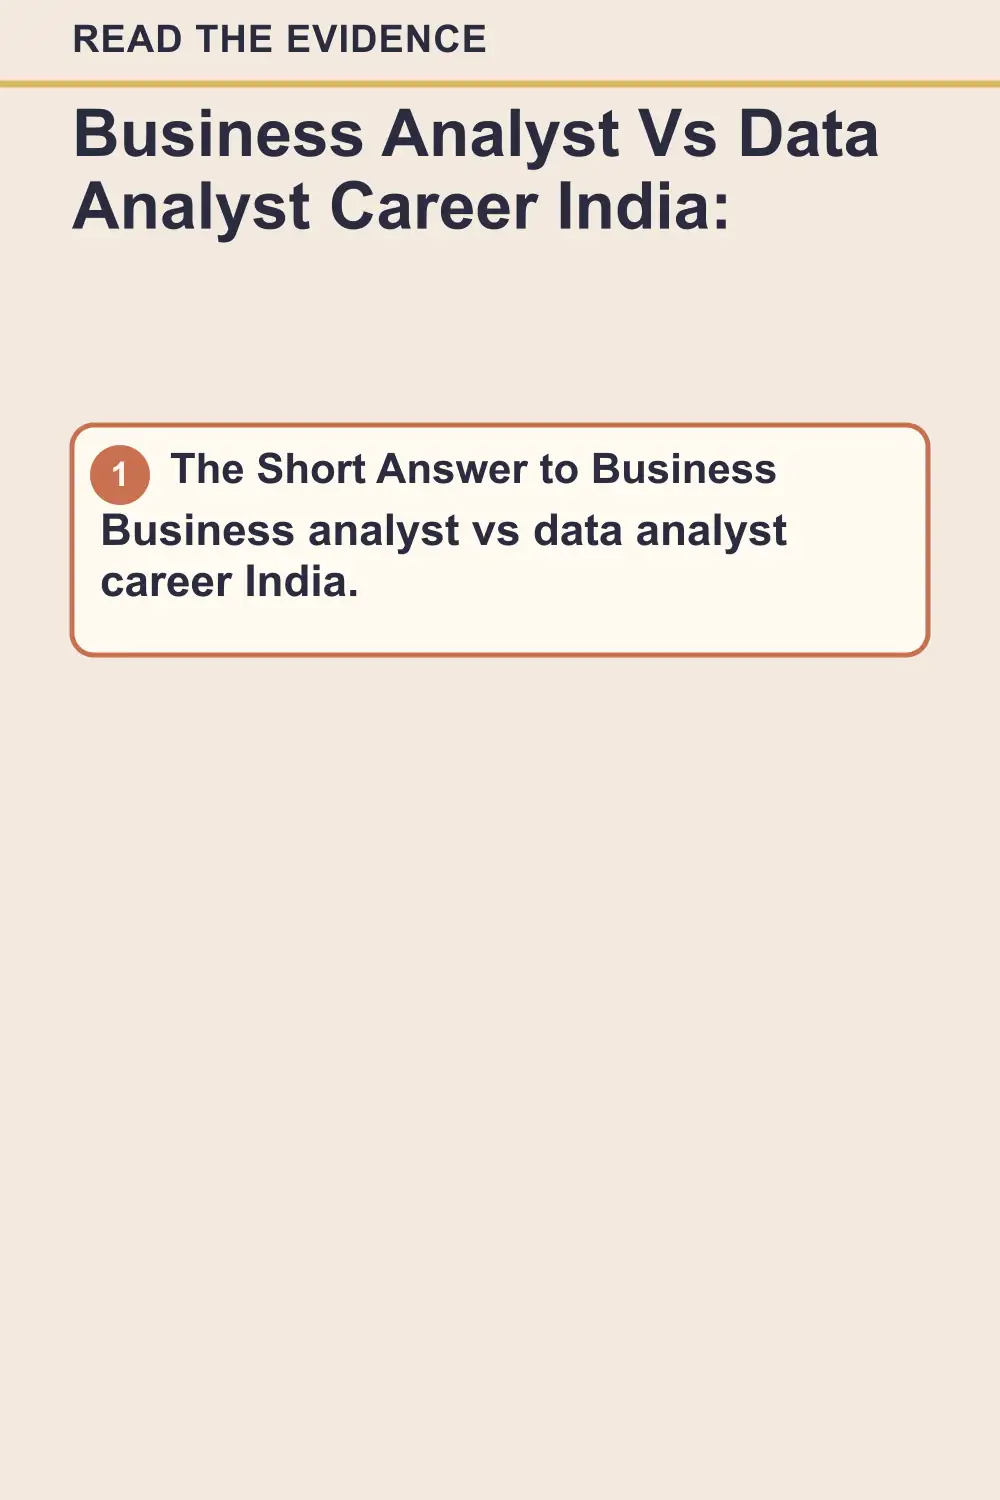 READ THE EVIDENCE
Business Analyst Vs Data
Analyst Career India:
1 The Short Answer to Business
Business analyst vs data analyst
career India.